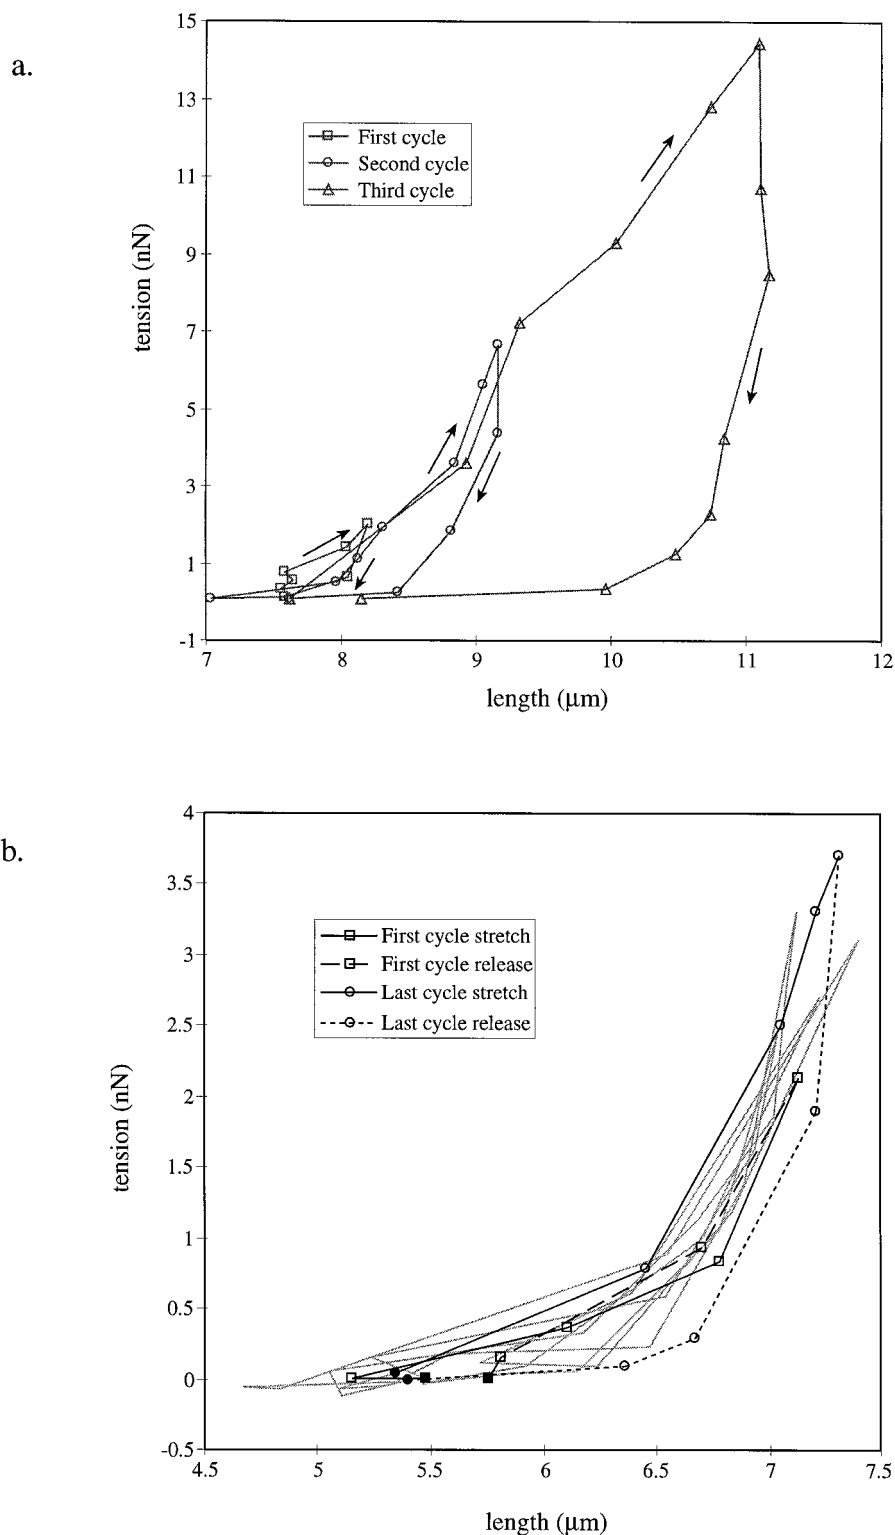 a.
15
13
11
9
7
5
3
1
-1
tension (nN)
First cycle
Second cycle
Third cycle
7 8 9 10 11 12
length (μm)
b.
4
3.5
3
2.5
2
1.5
1
0.5
0
-0.5
tension (nN)
First cycle stretch
First cycle release
Last cycle stretch
Last cycle release
4.5 5 5.5 6 6.5 7 7.5
length (μm)